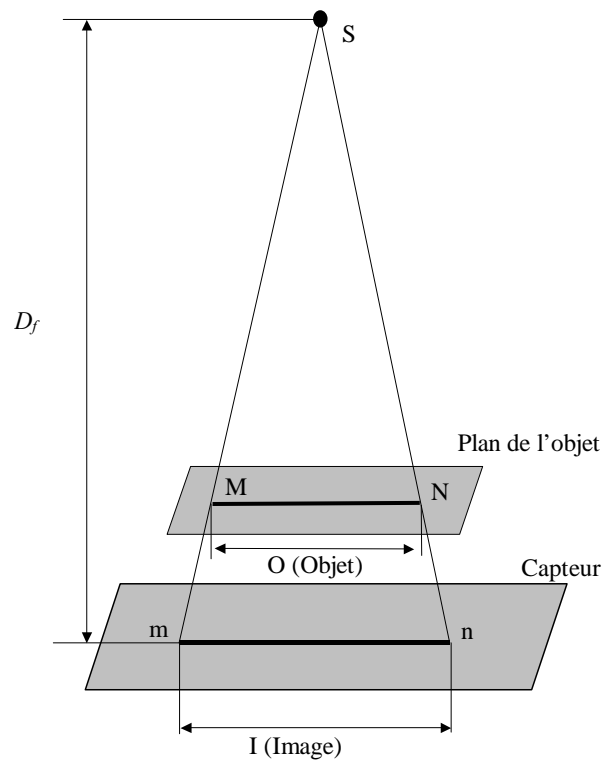 S
D_f
Plan de l’objet
M
N
O (Objet)
Capteur
m
n
I (Image)